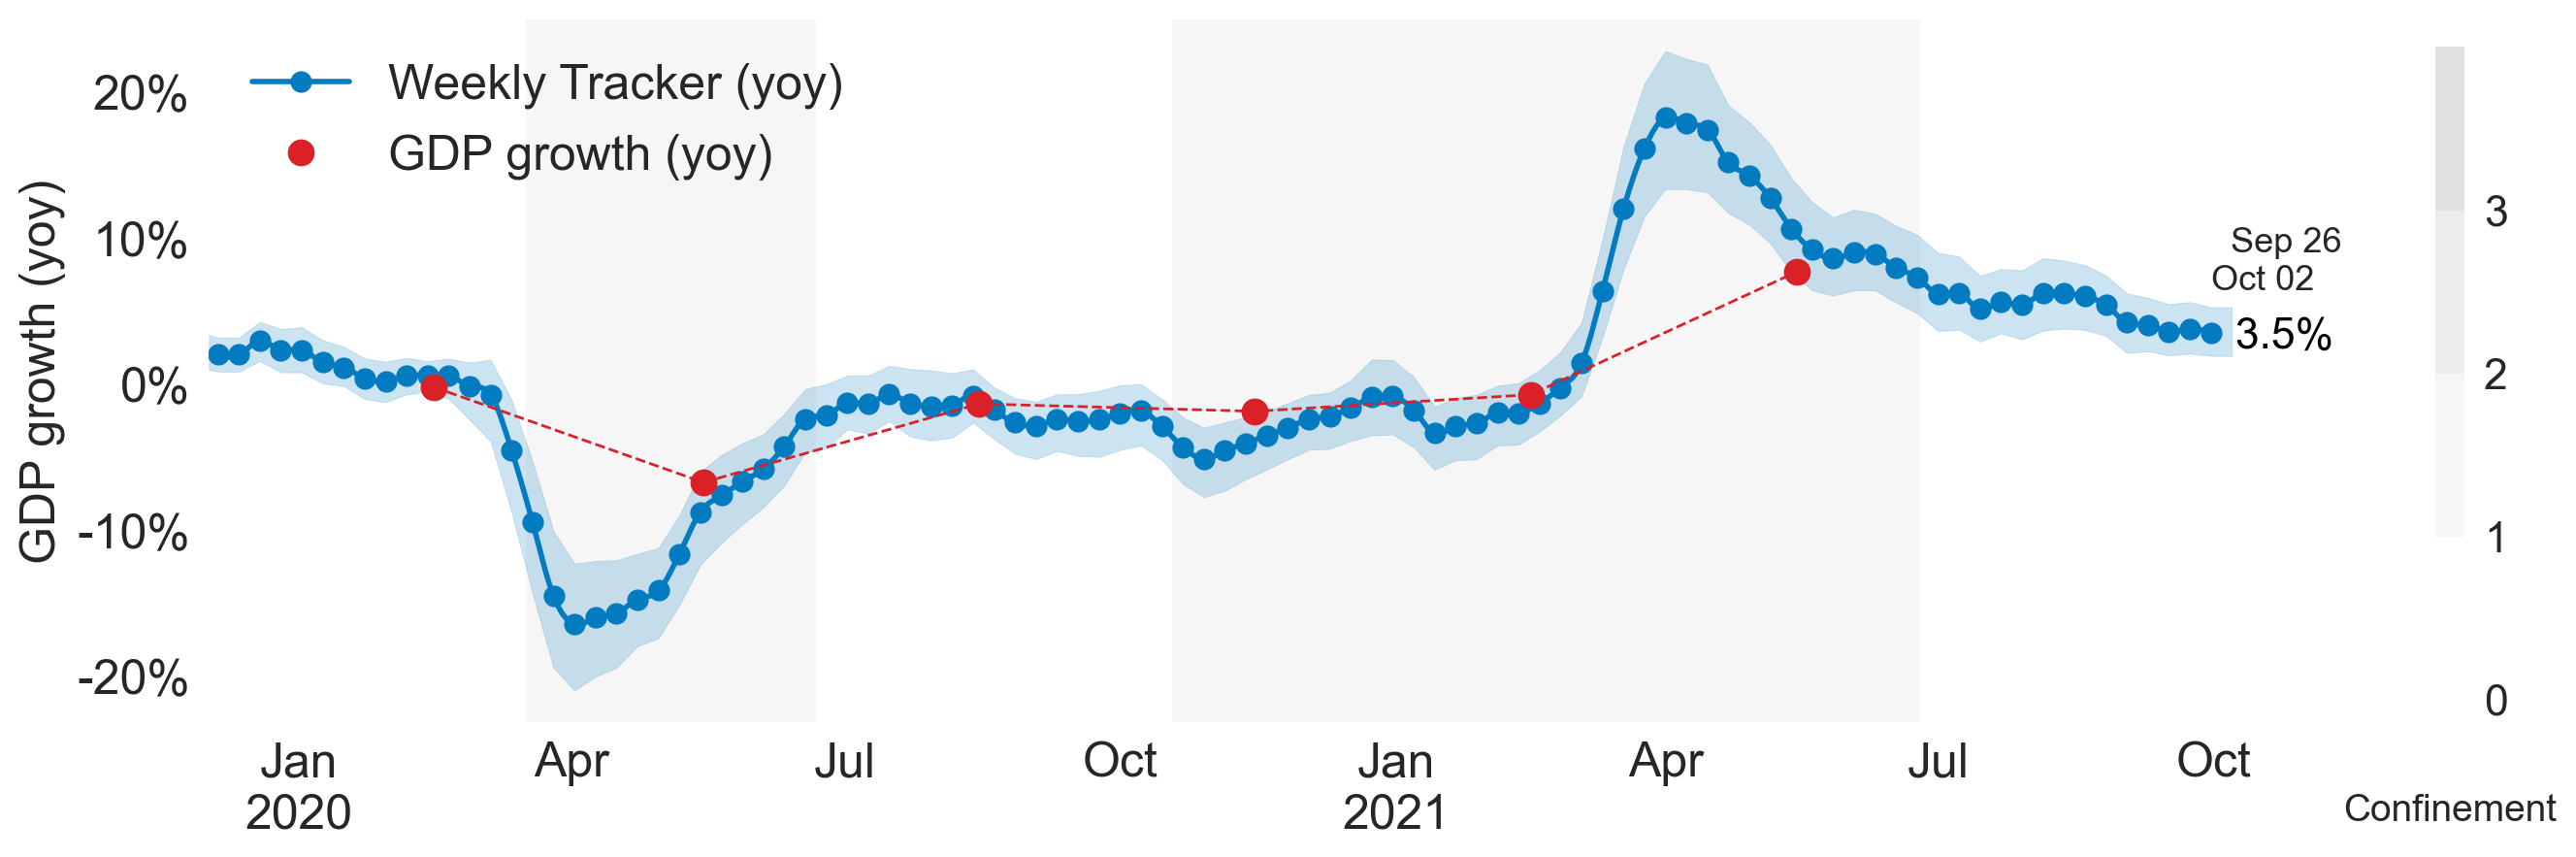 Weekly Tracker (yoy)
GDP growth (yoy)
GDP growth (yoy)
20%
10%
0%
-10%
-20%
Sep 26
Oct 02
3.5%
3
2
1
0
Jan
2020
Apr
Jul
Oct
Jan
2021
Apr
Jul
Oct
Confinement